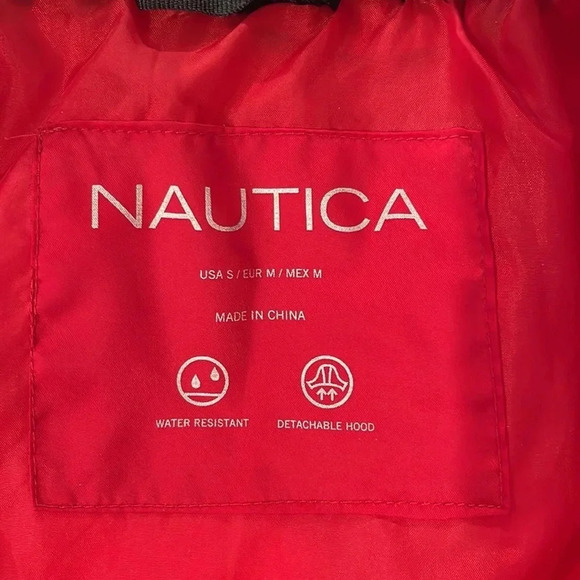 NAUTICA
USA S / EUR M / MEX M
MADE IN CHINA
WATER RESISTANT DETACHABLE HOOD